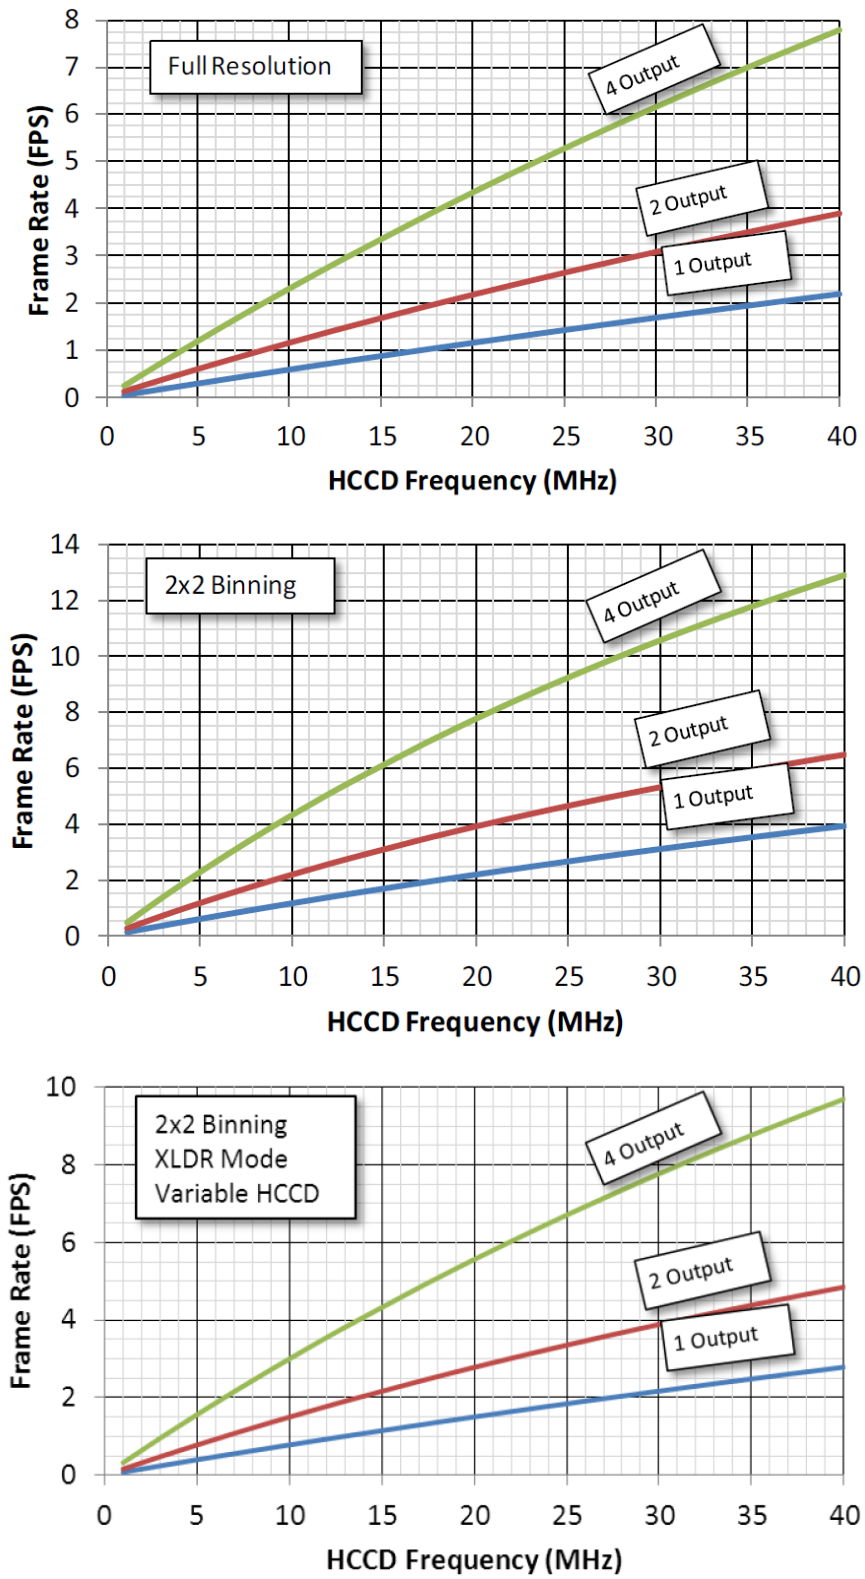 Full Resolution
4 Output
2 Output
1 Output
8
7
6
5
4
3
2
1
0
Frame Rate (FPS)
0 5 10 15 20 25 30 35 40
HCCD Frequency (MHz)
2x2 Binning
4 Output
2 Output
1 Output
14
12
10
8
6
4
2
0
Frame Rate (FPS)
0 5 10 15 20 25 30 35 40
HCCD Frequency (MHz)
2x2 Binning
XLDR Mode
Variable HCCD
4 Output
2 Output
1 Output
10
8
6
4
2
0
Frame Rate (FPS)
0 5 10 15 20 25 30 35 40
HCCD Frequency (MHz)